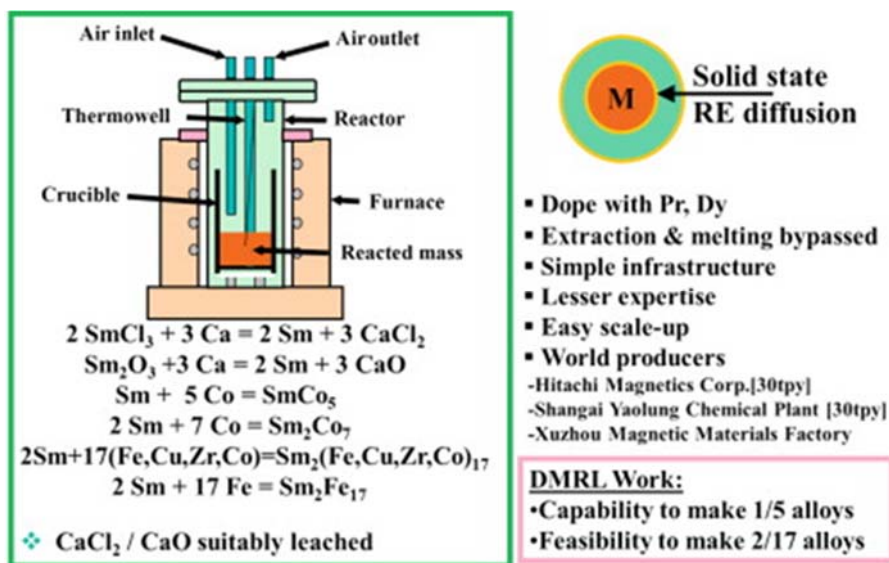 Air inlet
Air outlet
Thermowell
Reactor
Crucible
Furnace
Reacted mass
2 SmCl₃ + 3 Ca = 2 Sm + 3 CaCl₂
Sm₂O₃ +3 Ca = 2 Sm + 3 CaO
Sm + 5 Co = SmCo₅
2 Sm + 7 Co = Sm₂Co₇
2Sm+17(Fe,Cu,Zr,Co)=Sm₂(Fe,Cu,Zr,Co)₁₇
2 Sm + 17 Fe = Sm₂Fe₁₇
❖ CaCl₂ / CaO suitably leached
M
Solid state
RE diffusion
▪ Dope with Pr, Dy
▪ Extraction & melting bypassed
▪ Simple infrastructure
▪ Lesser expertise
▪ Easy scale-up
▪ World producers
-Hitachi Magnetics Corp.[30tpy]
-Shangai Yaolung Chemical Plant [30tpy]
-Xuzhou Magnetic Materials Factory
DMRL Work:
•Capability to make 1/5 alloys
•Feasibility to make 2/17 alloys